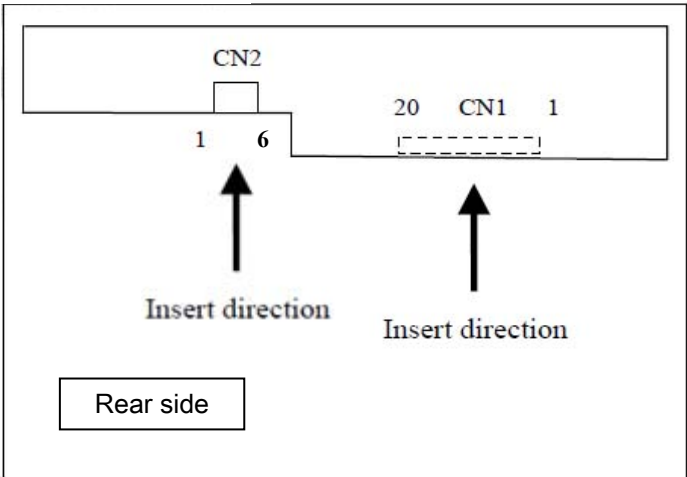 CN2
20 CN1 1
1 6
Insert direction
Insert direction
Rear side